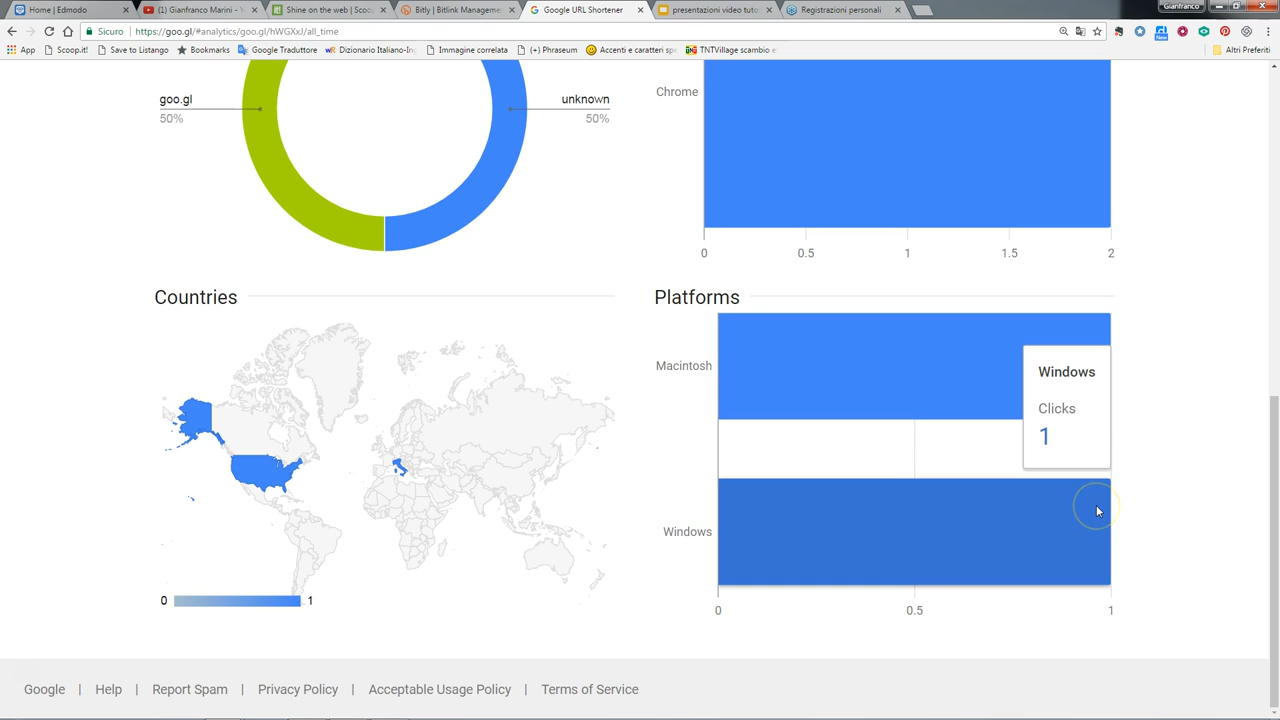 Home | Edmodo
(1) Gianfranco Marini - Y
Shine on the web | Scoo
Bitly | Bitlink Manageme
Google URL Shortener
presentazioni video tuto
Registrazioni personali
Gianfranco
Sicuro
https://goo.gl/#analytics/goo.gl/hWGXxJ/all_time
App
Scoop.it!
Save to Listango
Bookmarks
Google Traduttore
Dizionario Italiano-Ing
Immagine correlata
(+) Phraseum
Accenti e caratteri spe
TNTVillage scambio e
Altri Preferiti
goo.gl
50%
unknown
50%
Chrome
0 0.5 1 1.5 2
Countries
0 1
Platforms
Macintosh
Windows
Clicks
1
Windows
0 0.5 1
Google | Help | Report Spam | Privacy Policy | Acceptable Usage Policy | Terms of Service